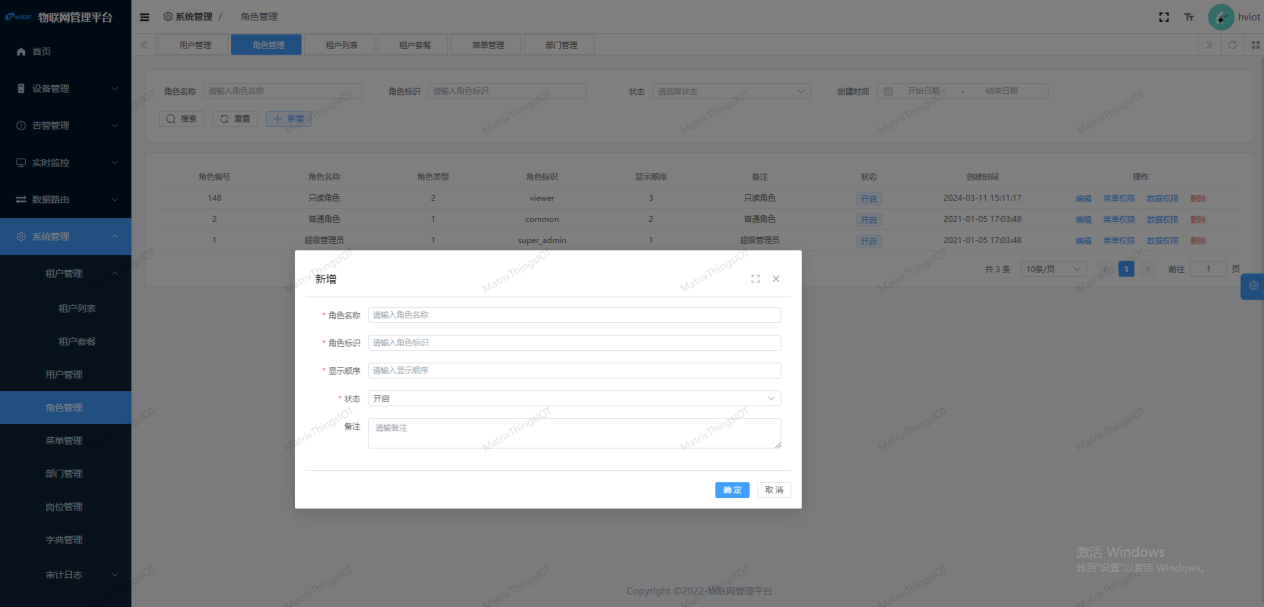 water 物联网管理平台
系统管理 / 角色管理
Tт hviot
用户管理 角色管理 租户列表 租户套餐 菜单管理 部门管理
首页
设备管理
告警管理
实时监控
数据路由
系统管理
租户管理
租户列表
租户套餐
用户管理
角色管理
菜单管理
部门管理
岗位管理
字典管理
审计日志
角色名称 请输入角色名称 角色标识 请输入角色标识 状态 请选择状态 创建时间 开始日期 - 结束日期
搜索 重置 新增
角色编号 角色名称 角色类型 角色标识 显示顺序 备注 状态 创建时间 操作
148 只读角色 2 viewer 3 只读角色 开启 2024-03-11 15:11:17 编辑 菜单权限 数据权限 删除
2 普通角色 1 common 2 普通角色 开启 2021-01-05 17:03:48 编辑 菜单权限 数据权限 删除
1 超级管理员 1 super_admin 1 超级管理员 开启 2021-01-05 17:03:48 编辑 菜单权限 数据权限 删除
共 3 条 10条/页 1 前往 1 页
新增
* 角色名称 请输入角色名称
* 角色标识 请输入角色标识
* 显示顺序 请输入显示顺序
* 状态 开启
备注 请输备注
确 定 取 消
MatrixThingsIOT
激活 Windows
转到"设置"以激活 Windows。
Copyright ©2022-物联网管理平台